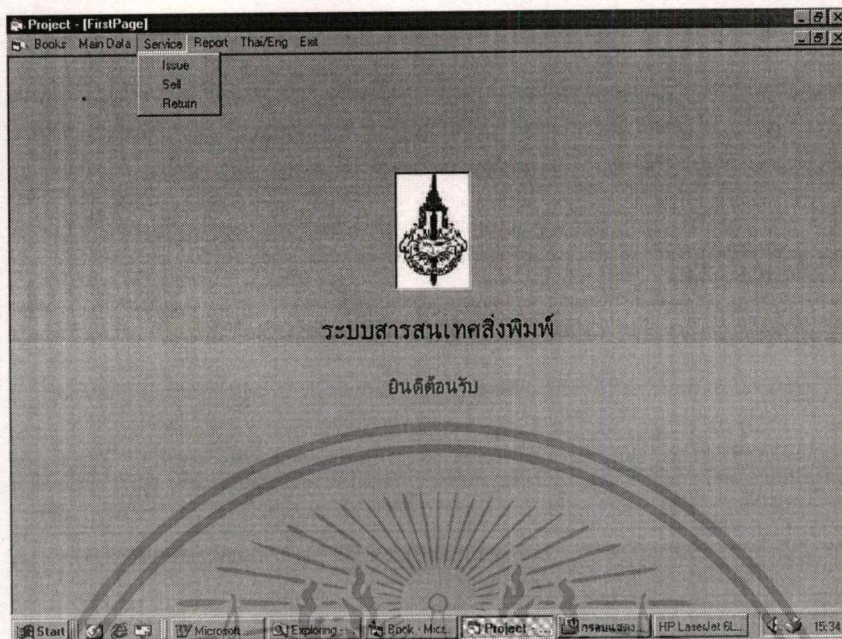 Project - [FirstPage]
Books Main Data Service Report Thai/Eng Exit
Issue
Sell
Return
ระบบสารสนเทศสิ่งพิมพ์
ยินดีต้อนรับ
Start Microsoft ... Exploring - ... Book - Micr... Project ... HP LaserJet 6L... 15:34